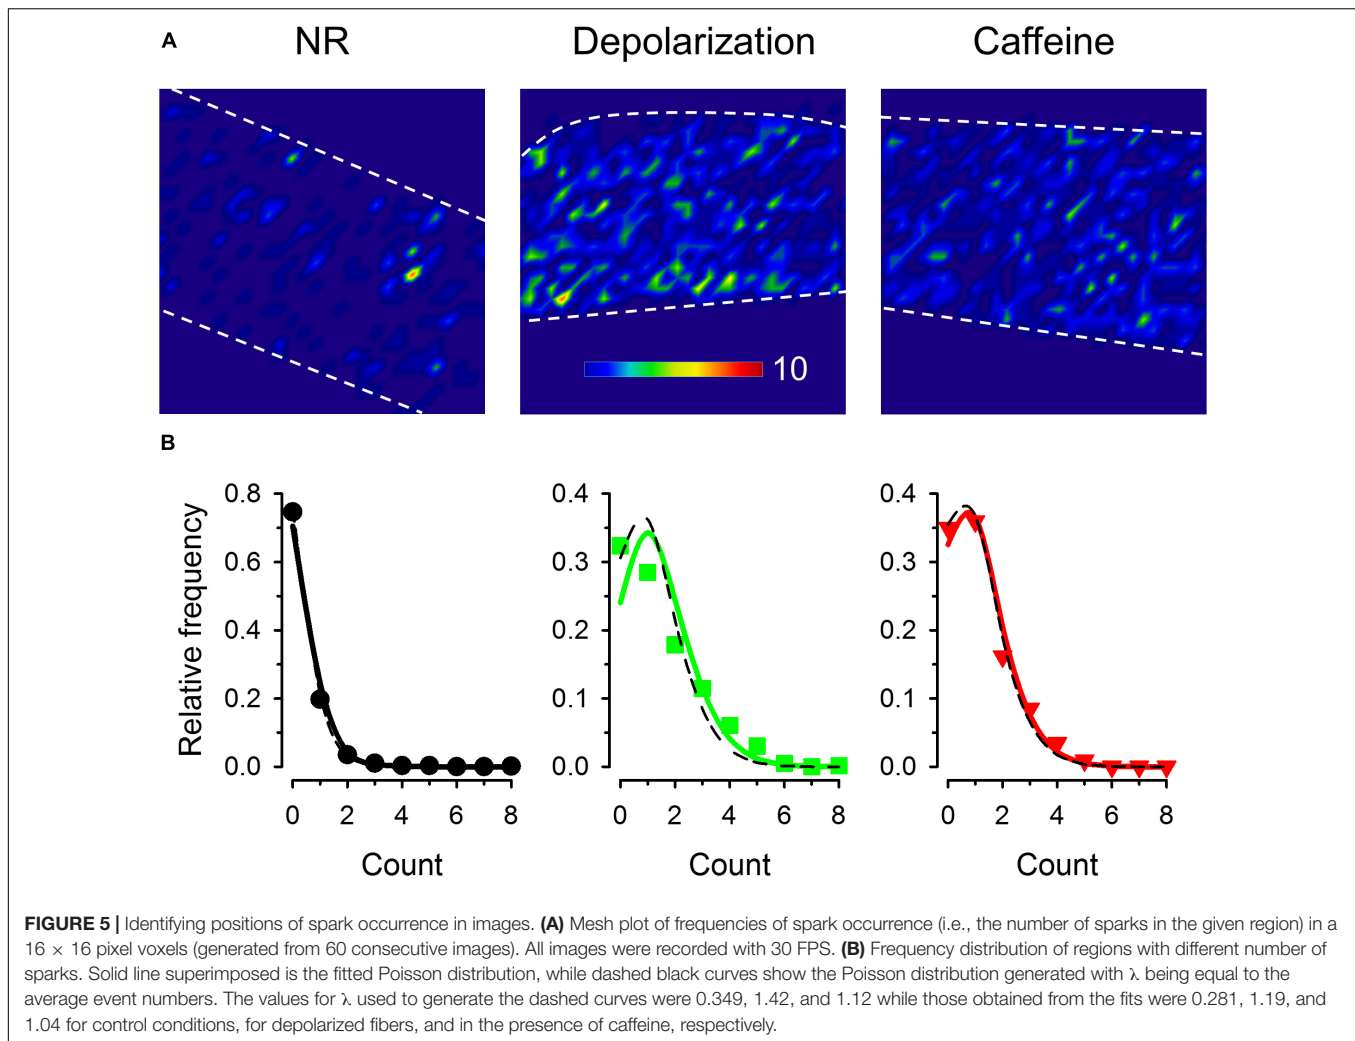 A
NR
Depolarization
Caffeine
10
B
Relative frequency
0.8
0.6
0.4
0.2
0.0
0 2 4 6 8
Count
0.4
0.3
0.2
0.1
0.0
0 2 4 6 8
Count
0.4
0.3
0.2
0.1
0.0
0 2 4 6 8
Count
FIGURE 5 | Identifying positions of spark occurrence in images. (A) Mesh plot of frequencies of spark occurrence (i.e., the number of sparks in the given region) in a
16 × 16 pixel voxels (generated from 60 consecutive images). All images were recorded with 30 FPS. (B) Frequency distribution of regions with different number of
sparks. Solid line superimposed is the fitted Poisson distribution, while dashed black curves show the Poisson distribution generated with λ being equal to the
average event numbers. The values for λ used to generate the dashed curves were 0.349, 1.42, and 1.12 while those obtained from the fits were 0.281, 1.19, and
1.04 for control conditions, for depolarized fibers, and in the presence of caffeine, respectively.